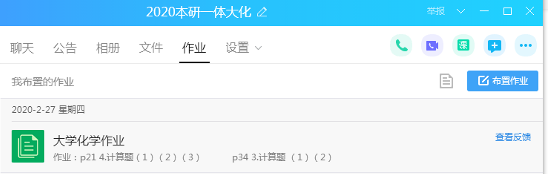 2020本研一体大化
举报
聊天 公告 相册 文件 作业 设置
我布置的作业 布置作业
2020-2-27 星期四
大学化学作业 查看反馈
作业：p21 4.计算题（1）（2）（3） p34 3.计算题 （1）（2）